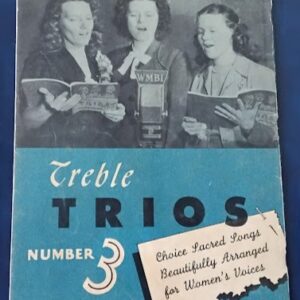 WMBI
Treble
TRIOS
NUMBER 3
Choice Sacred Songs
Beautifully Arranged
for Women's Voices